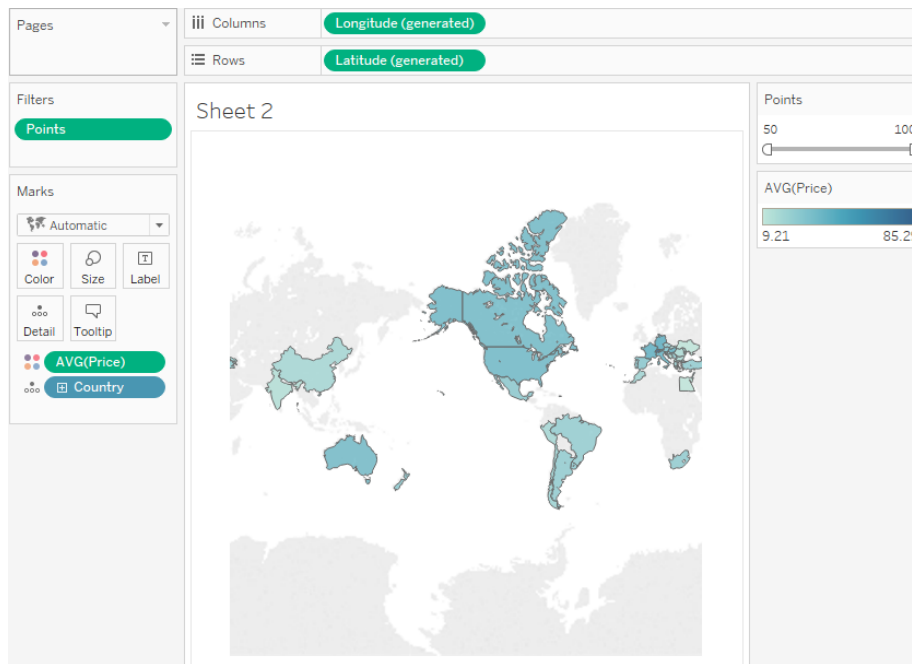 Pages
Columns
Longitude (generated)
Rows
Latitude (generated)
Filters
Points
Marks
Automatic
Color
Size
T
Label
Detail
Tooltip
AVG(Price)
Country
Sheet 2
Points
50
100
AVG(Price)
9.21